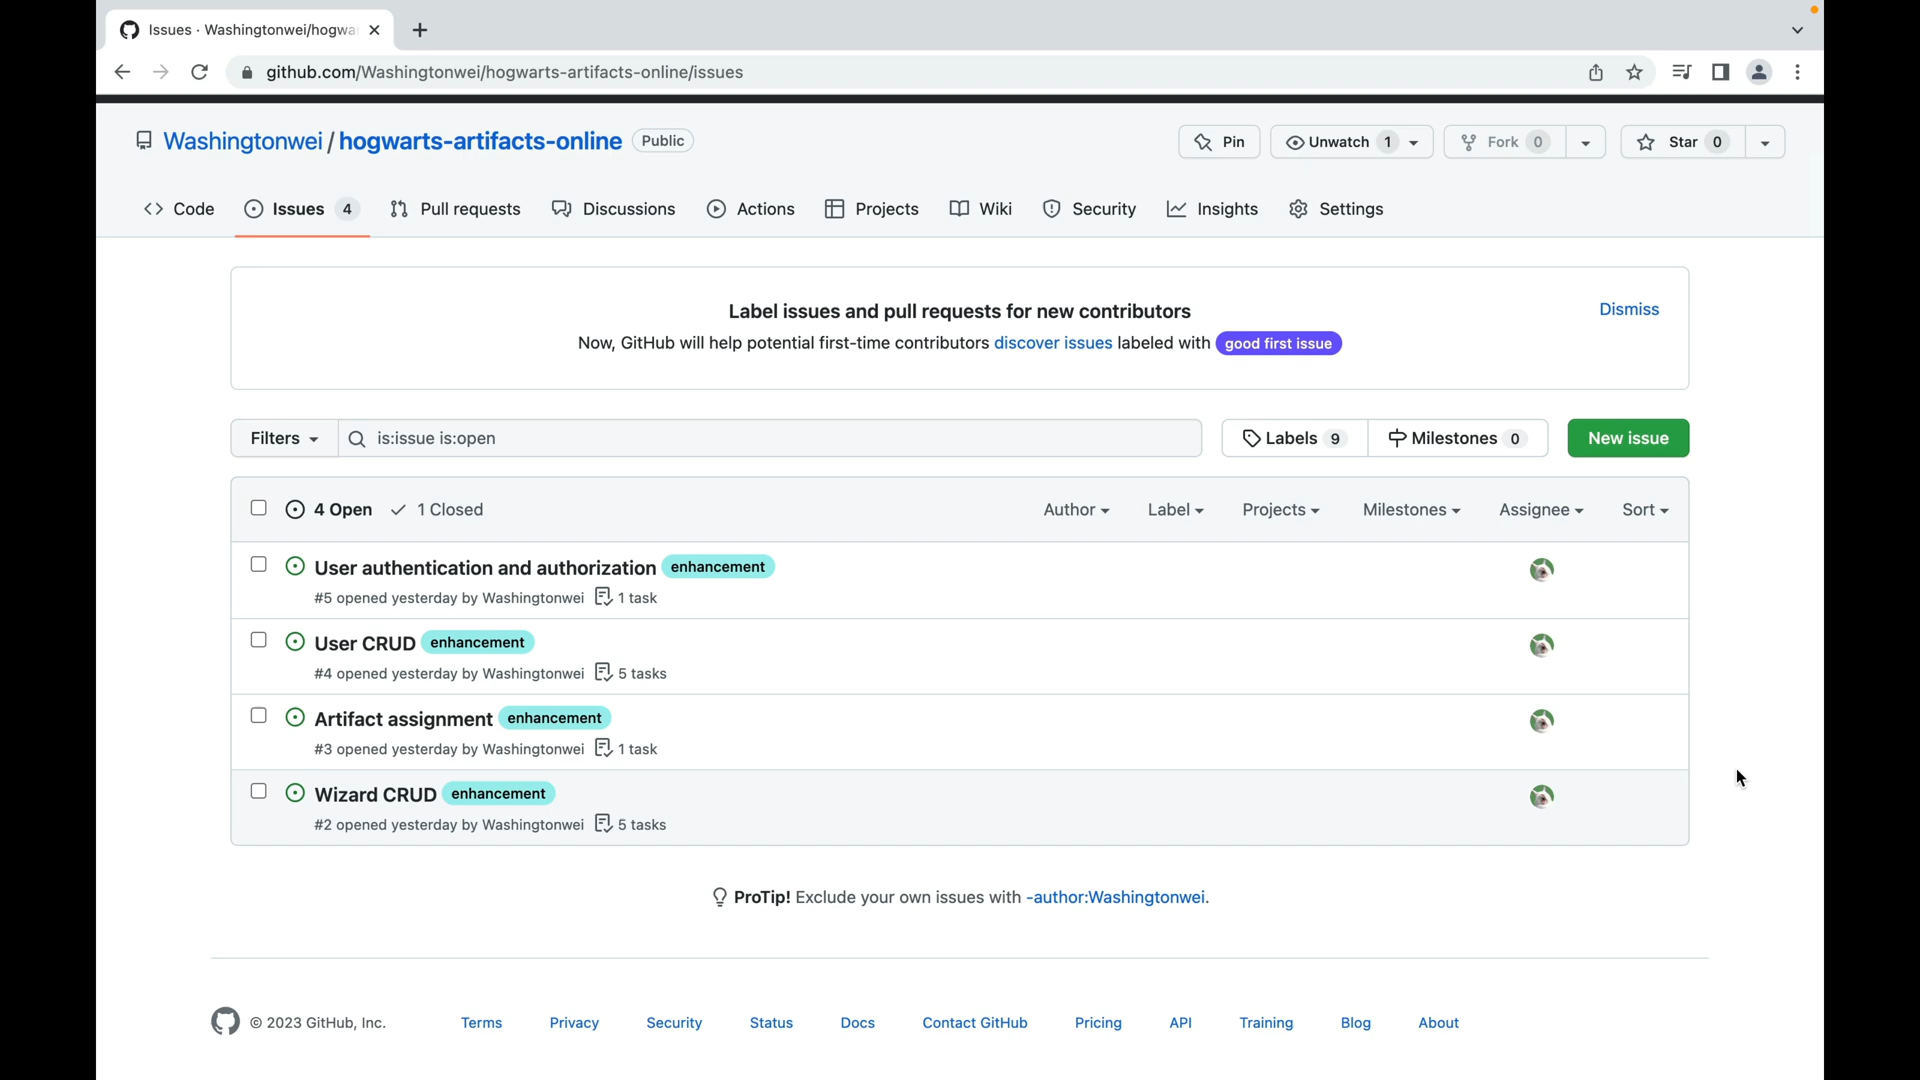 Issues · Washingtonwei/hogwa
github.com/Washingtonwei/hogwarts-artifacts-online/issues
Washingtonwei / hogwarts-artifacts-online Public
Pin Unwatch 1 Fork 0 Star 0
Code Issues 4 Pull requests Discussions Actions Projects Wiki Security Insights Settings
Label issues and pull requests for new contributors
Dismiss
Now, GitHub will help potential first-time contributors discover issues labeled with good first issue
Filters is:issue is:open Labels 9 Milestones 0 New issue
4 Open 1 Closed Author Label Projects Milestones Assignee Sort
User authentication and authorization enhancement
#5 opened yesterday by Washingtonwei 1 task
User CRUD enhancement
#4 opened yesterday by Washingtonwei 5 tasks
Artifact assignment enhancement
#3 opened yesterday by Washingtonwei 1 task
Wizard CRUD enhancement
#2 opened yesterday by Washingtonwei 5 tasks
ProTip! Exclude your own issues with -author:Washingtonwei.
© 2023 GitHub, Inc. Terms Privacy Security Status Docs Contact GitHub Pricing API Training Blog About